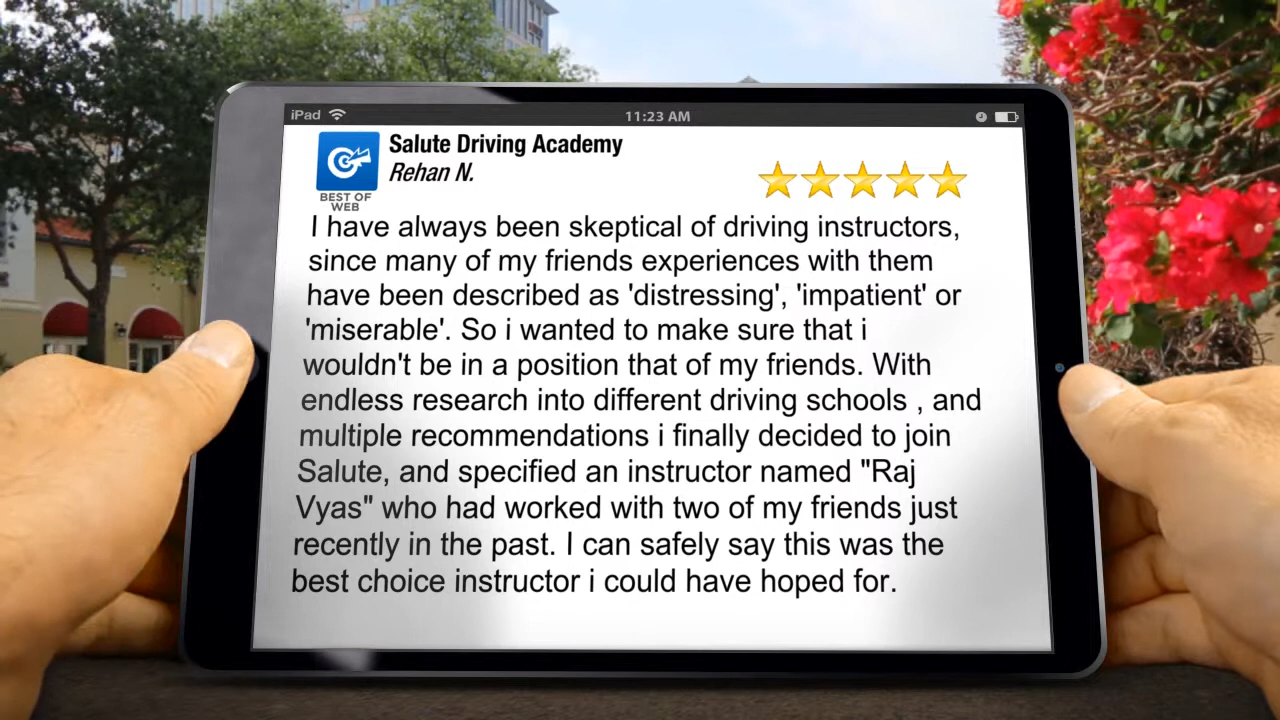 iPad
11:23 AM
Salute Driving Academy
Rehan N.
BEST OF
WEB
I have always been skeptical of driving instructors,
since many of my friends experiences with them
have been described as 'distressing', 'impatient' or
'miserable'. So i wanted to make sure that i
wouldn't be in a position that of my friends. With
endless research into different driving schools , and
multiple recommendations i finally decided to join
Salute, and specified an instructor named "Raj
Vyas" who had worked with two of my friends just
recently in the past. I can safely say this was the
best choice instructor i could have hoped for.